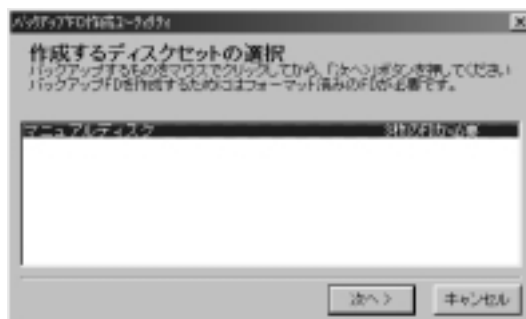 バックアップFD作成ユーティリティ
作成するディスクセットの選択
バックアップするものをマウスでクリックしてから、「次へ>」ボタンを押してください
バックアップFDを作成するためにはフォーマット済みのFDが必要です。
マニュアルディスク
次へ >
キャンセル